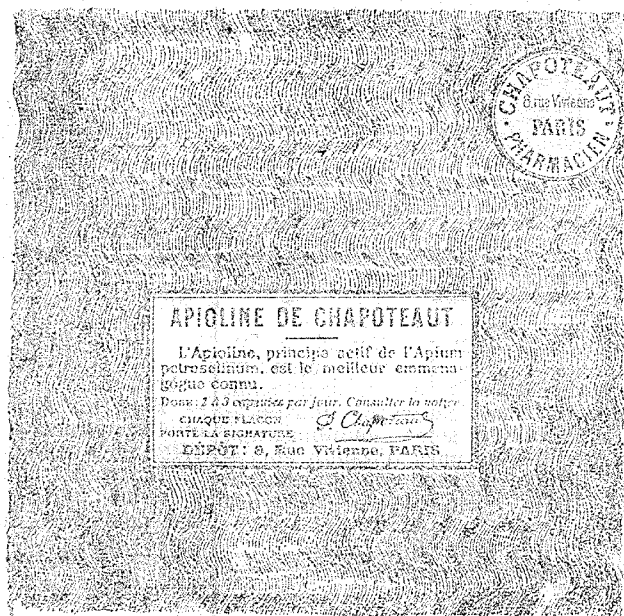 CHAPOTEAUT
8, rue Vivienne
PARIS
PHARMACIEN
APIOLINE DE CHAPOTEAUT
L'Apioline, principe actif de l'Apium
petroselinum, est le meilleur emmena-
gogue connu.
DOSE: 2 à 3 capsules par jour. Consulter la notice
CHAQUE FLACON
PORTE LA SIGNATURE
P. Chapoteaut
DÉPÔT: 8, Rue Vivienne, PARIS